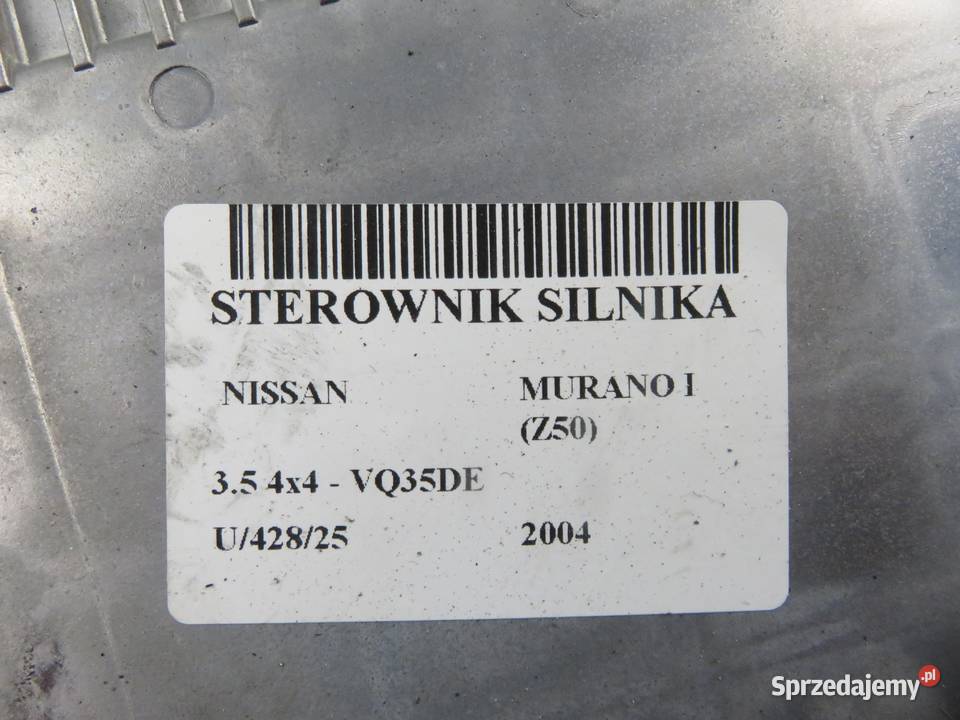 STEROWNIK SILNIKA
NISSAN MURANO I
(Z50)
3.5 4x4 - VQ35DE
U/428/25 2004
Sprzedajemy.pl